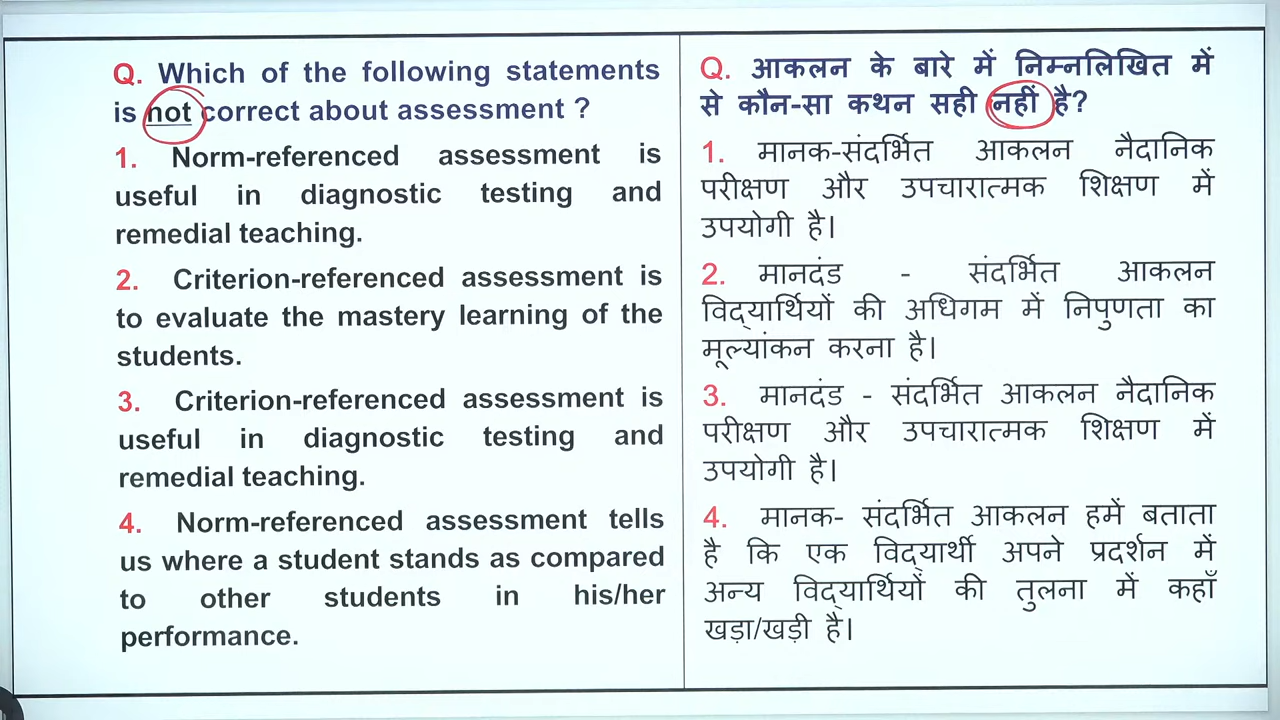 Q. Which of the following statements
is not correct about assessment ?
1. Norm-referenced assessment is
useful in diagnostic testing and
remedial teaching.
2. Criterion-referenced assessment is
to evaluate the mastery learning of the
students.
3. Criterion-referenced assessment is
useful in diagnostic testing and
remedial teaching.
4. Norm-referenced assessment tells
us where a student stands as compared
to other students in his/her
performance.
Q. आकलन के बारे में निम्नलिखित में
से कौन-सा कथन सही नहीं है?
1. मानक-संदर्भित आकलन नैदानिक
परीक्षण और उपचारात्मक शिक्षण में
उपयोगी है।
2. मानदंड - संदर्भित आकलन
विद्यार्थियों की अधिगम में निपुणता का
मूल्यांकन करना है।
3. मानदंड - संदर्भित आकलन नैदानिक
परीक्षण और उपचारात्मक शिक्षण में
उपयोगी है।
4. मानक- संदर्भित आकलन हमें बताता
है कि एक विद्यार्थी अपने प्रदर्शन में
अन्य विद्यार्थियों की तुलना में कहाँ
खड़ा/खड़ी है।